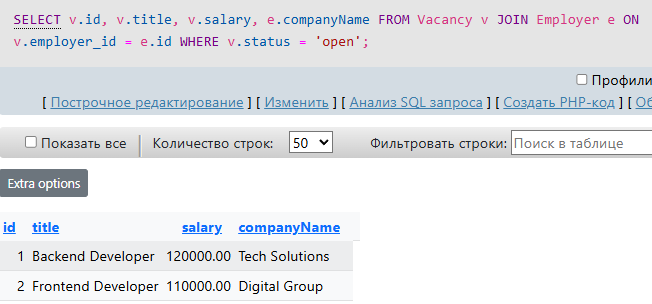 SELECT v.id, v.title, v.salary, e.companyName FROM Vacancy v JOIN Employer e ON
v.employer_id = e.id WHERE v.status = 'open';
Профили
[ Построчное редактирование ] [ Изменить ] [ Анализ SQL запроса ] [ Создать PHP-код ] [ Об
Показать все Количество строк: 50 Фильтровать строки: Поиск в таблице
Extra options
id title salary companyName
1 Backend Developer 120000.00 Tech Solutions
2 Frontend Developer 110000.00 Digital Group